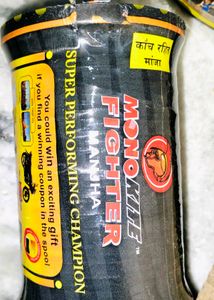 कांच रहित
मांजा
MONOKITE
FIGHTER
MANJHA
SUPER PERFORMING CHAMPION
You could win an exciting gift
if you find a winning coupon in the spool